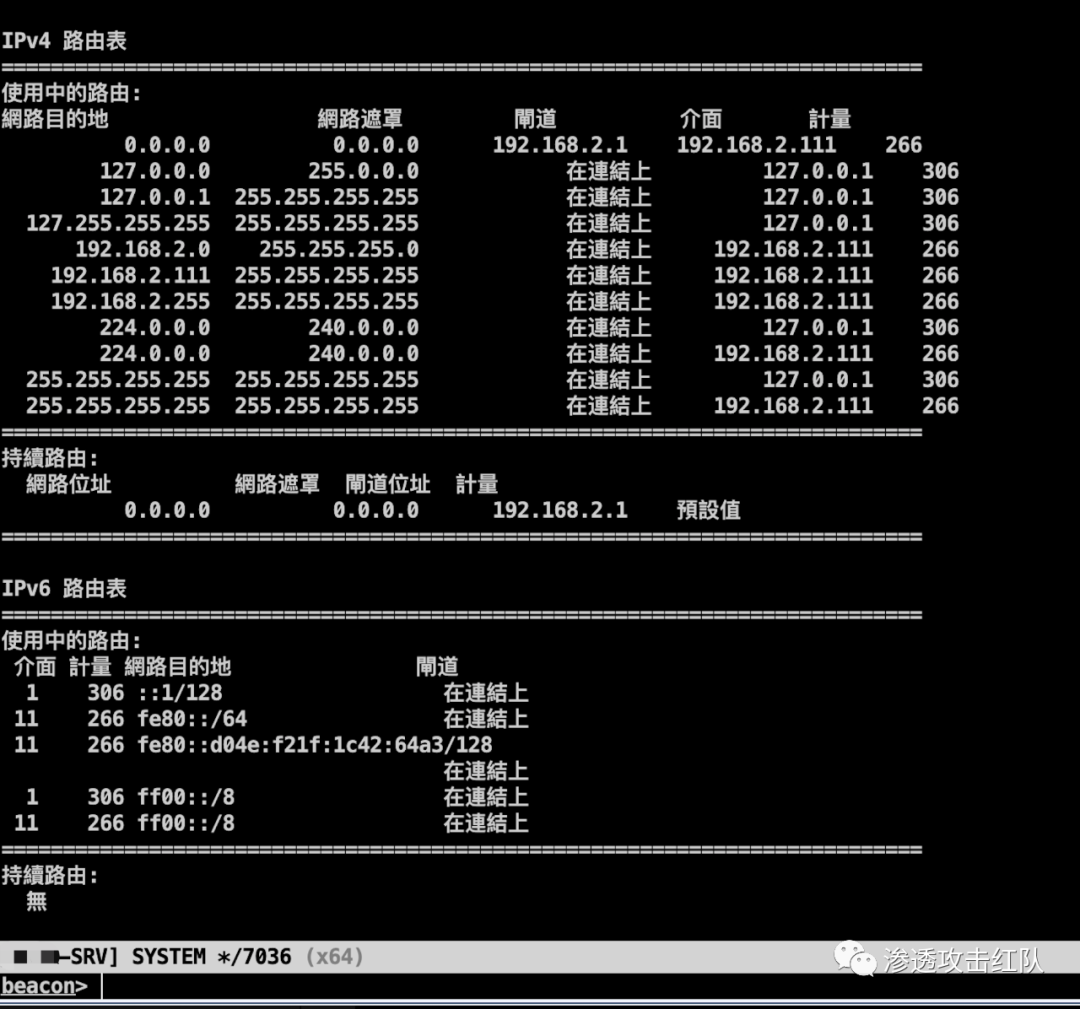 IPv4 路由表
===========================================================================
使用中的路由:
網路目的地 網路遮罩 閘道 介面 計量
0.0.0.0 0.0.0.0 192.168.2.1 192.168.2.111 266
127.0.0.0 255.0.0.0 在連結上 127.0.0.1 306
127.0.0.1 255.255.255.255 在連結上 127.0.0.1 306
127.255.255.255 255.255.255.255 在連結上 127.0.0.1 306
192.168.2.0 255.255.255.0 在連結上 192.168.2.111 266
192.168.2.111 255.255.255.255 在連結上 192.168.2.111 266
192.168.2.255 255.255.255.255 在連結上 192.168.2.111 266
224.0.0.0 240.0.0.0 在連結上 127.0.0.1 306
224.0.0.0 240.0.0.0 在連結上 192.168.2.111 266
255.255.255.255 255.255.255.255 在連結上 127.0.0.1 306
255.255.255.255 255.255.255.255 在連結上 192.168.2.111 266
===========================================================================
持續路由:
網路位址 網路遮罩 閘道位址 計量
0.0.0.0 0.0.0.0 192.168.2.1 預設值
===========================================================================
IPv6 路由表
===========================================================================
使用中的路由:
介面 計量 網路目的地 閘道
1 306 ::1/128 在連結上
11 266 fe80::/64 在連結上
11 266 fe80::d04e:f21f:1c42:64a3/128
在連結上
1 306 ff00::/8 在連結上
11 266 ff00::/8 在連結上
===========================================================================
持續路由:
無
-SRV] SYSTEM */7036 (x64)
渗透攻击红队
beacon>